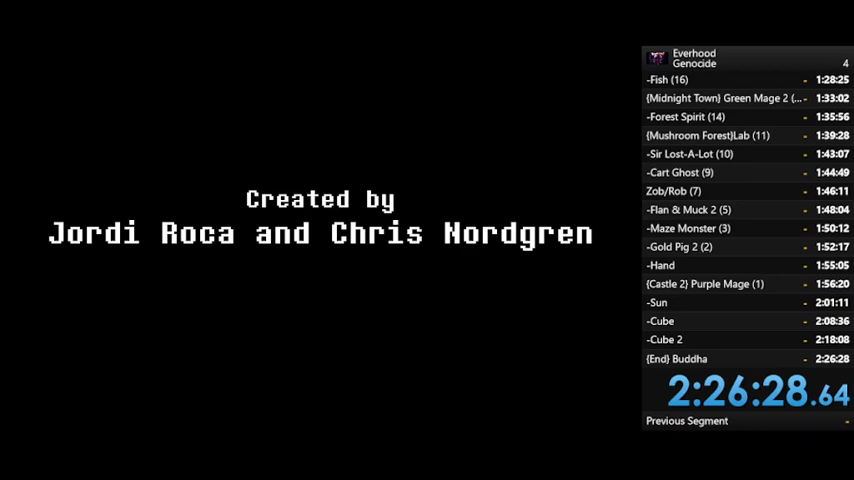 Created by
Jordi Roca and Chris Nordgren
Everhood
Genocide 4
-Fish (16) - 1:28:25
{Midnight Town} Green Mage 2 (... - 1:33:02
-Forest Spirit (14) - 1:35:56
{Mushroom Forest}Lab (11) - 1:39:28
-Sir Lost-A-Lot (10) - 1:43:07
-Cart Ghost (9) - 1:44:49
Zob/Rob (7) - 1:46:11
-Flan & Muck 2 (5) - 1:48:04
-Maze Monster (3) - 1:50:12
-Gold Pig 2 (2) - 1:52:17
-Hand - 1:55:05
{Castle 2} Purple Mage (1) - 1:56:20
-Sun - 2:01:11
-Cube - 2:08:36
-Cube 2 - 2:18:08
{End} Buddha - 2:26:28
2:26:28.64
Previous Segment -